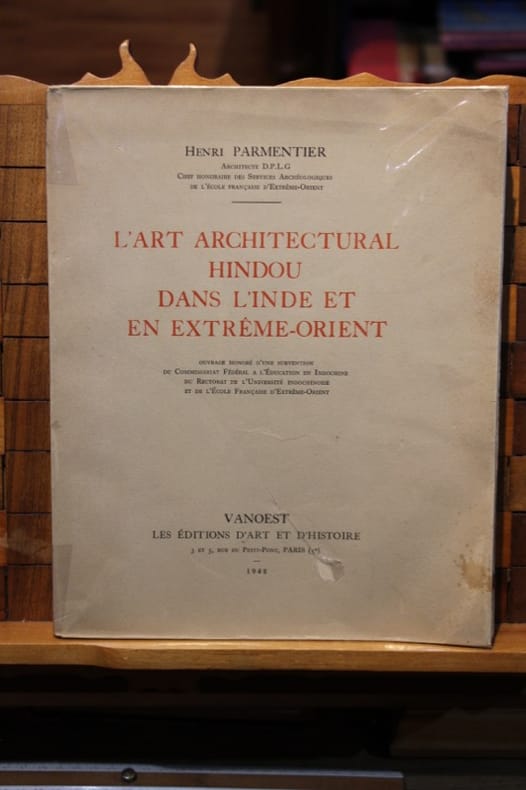 Henri PARMENTIER
Architecte D.P.L.G
Chef honoraire des Services Archéologiques
de l'école française d'Extrême-Orient
L'ART ARCHITECTURAL
HINDOU
DANS L'INDE ET
EN EXTRÊME-ORIENT
ouvrage honoré d'une subvention
du Commissariat Fédéral a l'Éducation en Indochine
du Rectorat de l'Université indochinoise
et de l'École Française d'Extrême-Orient
VANOEST
LES ÉDITIONS D'ART ET D'HISTOIRE
3 et 5, rue du Petit-Pont, PARIS (5e)
1948